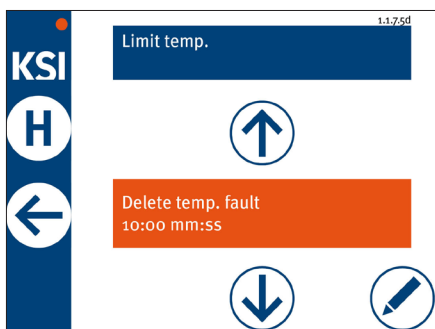 1.1.7.5d
KSI
Limit temp.
H
Delete temp. fault
10:00 mm:ss